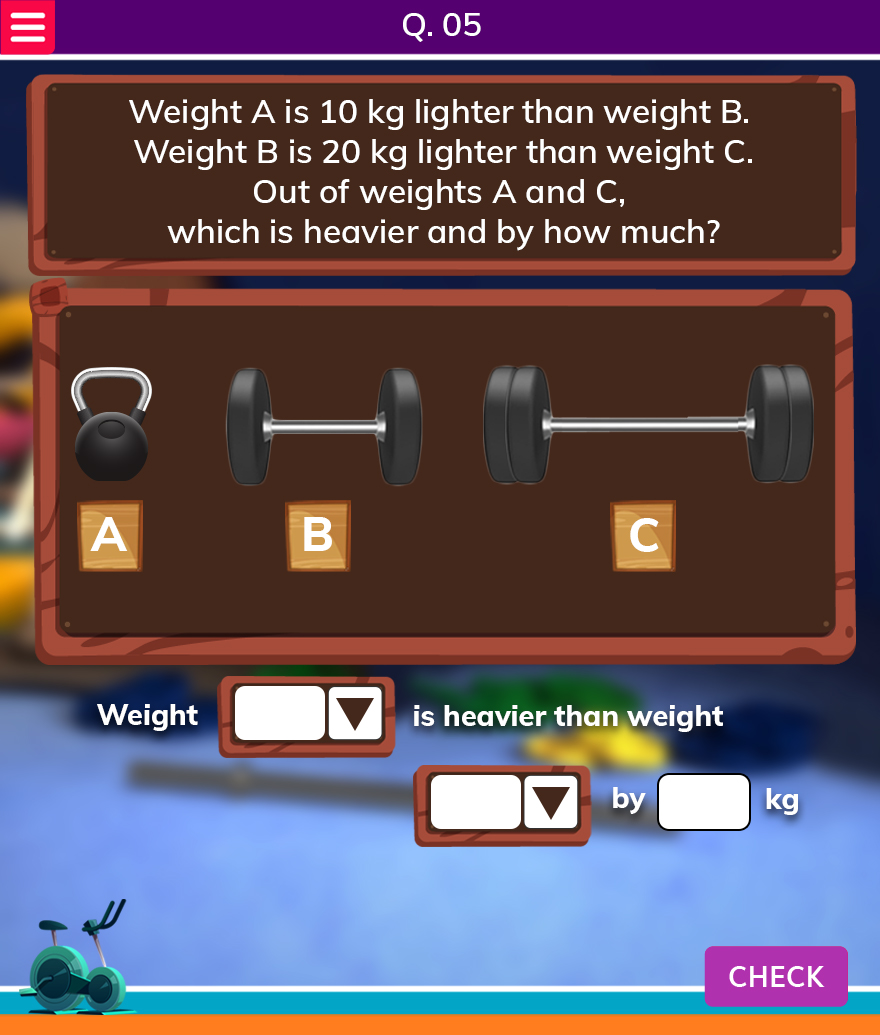 Q. 05
Weight A is 10 kg lighter than weight B.
Weight B is 20 kg lighter than weight C.
Out of weights A and C,
which is heavier and by how much?
A
B
C
Weight
is heavier than weight
by
kg
CHECK